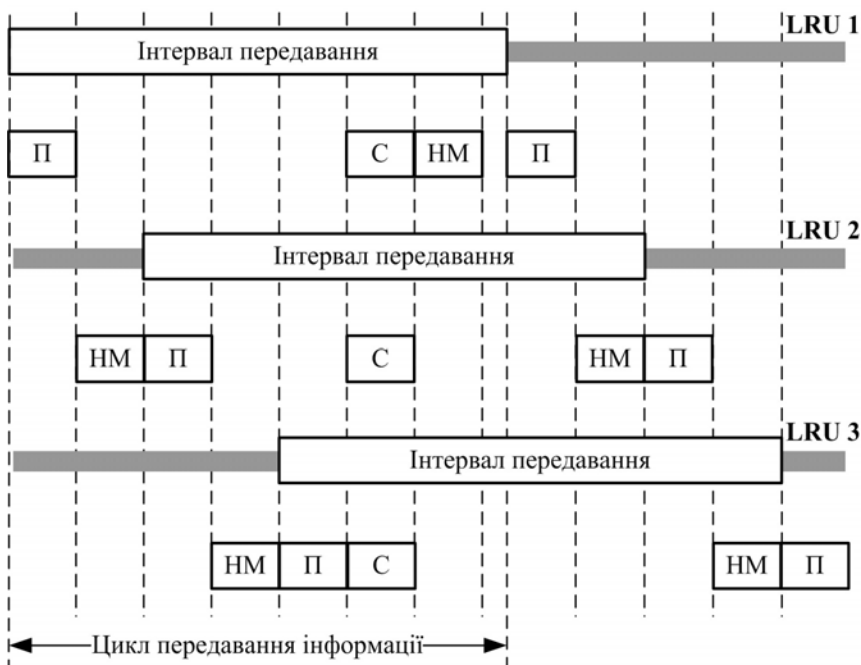 LRU 1
Інтервал передавання
П С НМ П
LRU 2
Інтервал передавання
НМ П С НМ П
LRU 3
Інтервал передавання
НМ П С НМ П
Цикл передавання інформації